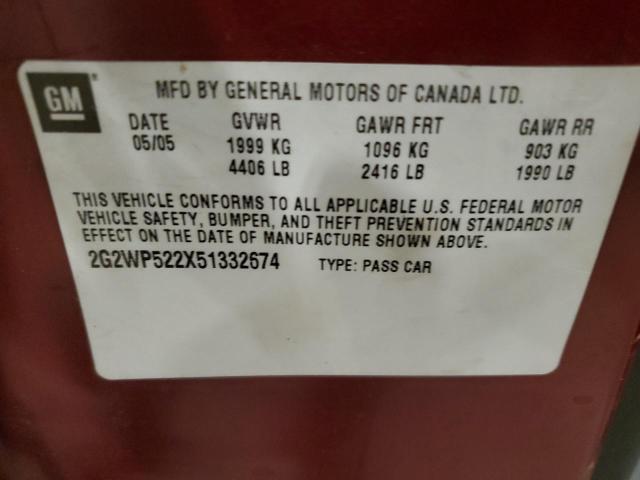 GM®
MFD BY GENERAL MOTORS OF CANADA LTD.
DATE GVWR GAWR FRT GAWR RR
05/05 1999 KG 1096 KG 903 KG
4406 LB 2416 LB 1990 LB
THIS VEHICLE CONFORMS TO ALL APPLICABLE U.S. FEDERAL MOTOR
VEHICLE SAFETY, BUMPER, AND THEFT PREVENTION STANDARDS IN
EFFECT ON THE DATE OF MANUFACTURE SHOWN ABOVE.
2G2WP522X51332674 TYPE: PASS CAR